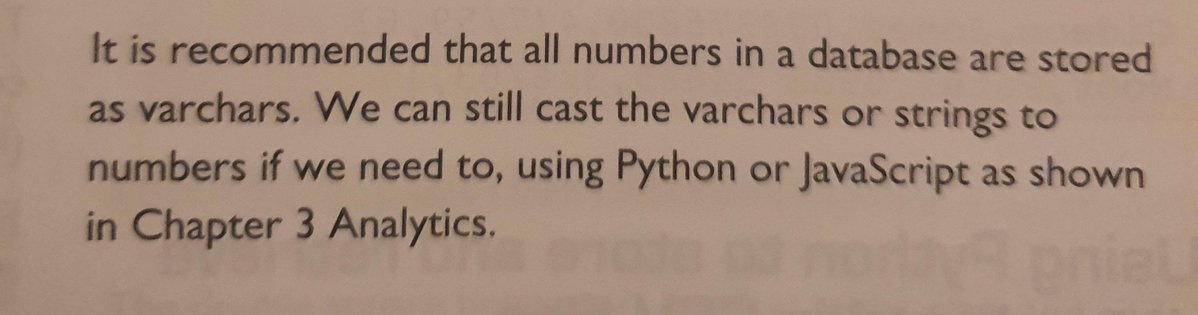 It is recommended that all numbers in a database are stored
as varchars. We can still cast the varchars or strings to
numbers if we need to, using Python or JavaScript as shown
in Chapter 3 Analytics.